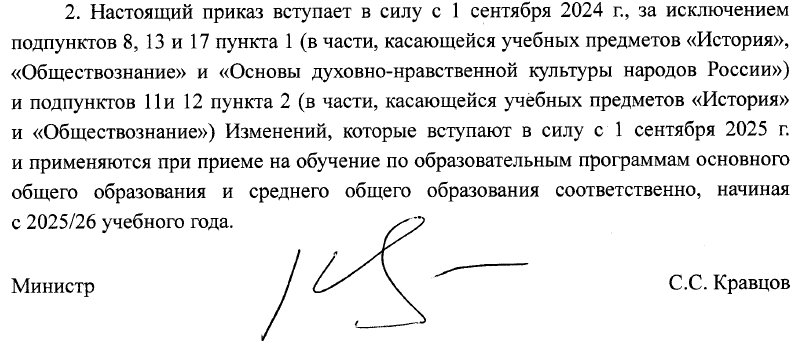 2. Настоящий приказ вступает в силу с 1 сентября 2024 г., за исключением
подпунктов 8, 13 и 17 пункта 1 (в части, касающейся учебных предметов «История»,
«Обществознание» и «Основы духовно-нравственной культуры народов России»)
и подпунктов 11и 12 пункта 2 (в части, касающейся учебных предметов «История»
и «Обществознание») Изменений, которые вступают в силу с 1 сентября 2025 г.
и применяются при приеме на обучение по образовательным программам основного
общего образования и среднего общего образования соответственно, начиная
с 2025/26 учебного года.
Министр
С.С. Кравцов